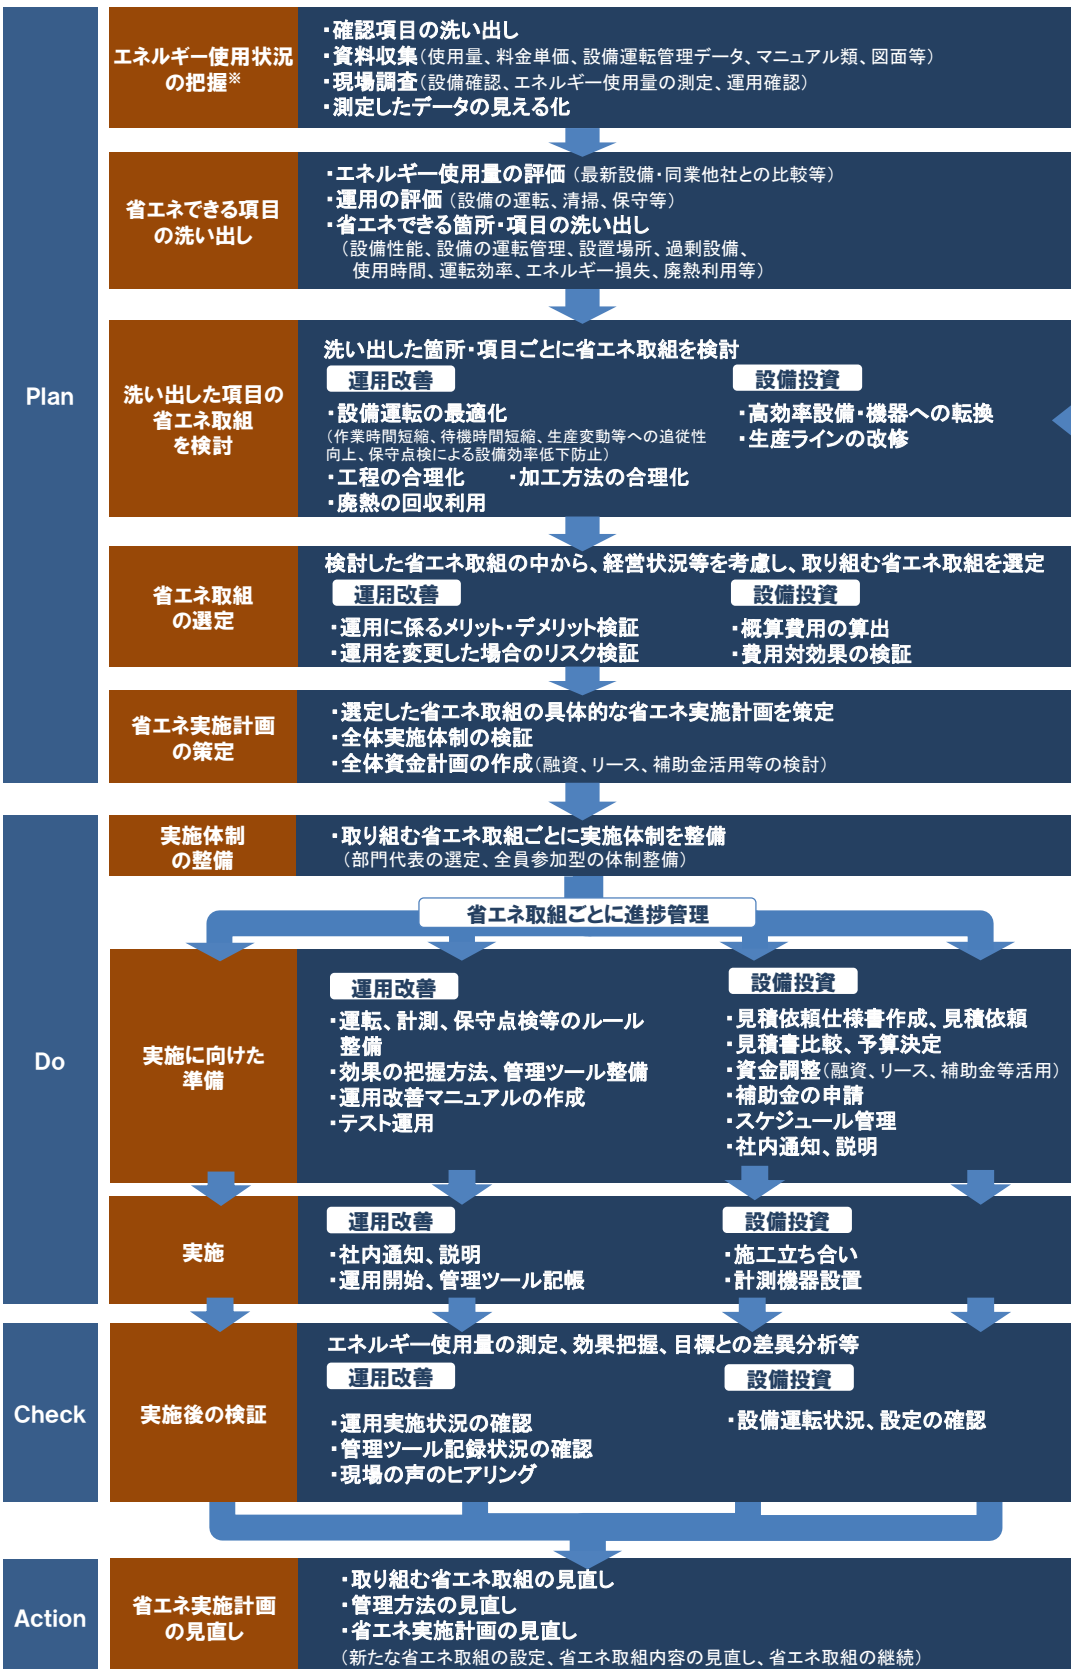 Plan
エネルギー使用状況
の把握※
・確認項目の洗い出し
・資料収集（使用量、料金単価、設備運転管理データ、マニュアル類、図面等）
・現場調査（設備確認、エネルギー使用量の測定、運用確認）
・測定したデータの見える化
省エネできる項目
の洗い出し
・エネルギー使用量の評価（最新設備・同業他社との比較等）
・運用の評価（設備の運転、清掃、保守等）
・省エネできる箇所・項目の洗い出し
（設備性能、設備の運転管理、設置場所、過剰設備、
使用時間、運転効率、エネルギー損失、廃熱利用等）
洗い出した項目の
省エネ取組
を検討
洗い出した箇所・項目ごとに省エネ取組を検討
運用改善
・設備運転の最適化
（作業時間短縮、待機時間短縮、生産変動等への追従性
向上、保守点検による設備効率低下防止）
・工程の合理化　・加工方法の合理化
・廃熱の回収利用
設備投資
・高効率設備・機器への転換
・生産ラインの改修
省エネ取組
の選定
検討した省エネ取組の中から、経営状況等を考慮し、取り組む省エネ取組を選定
運用改善
・運用に係るメリット・デメリット検証
・運用を変更した場合のリスク検証
設備投資
・概算費用の算出
・費用対効果の検証
省エネ実施計画
の策定
・選定した省エネ取組の具体的な省エネ実施計画を策定
・全体実施体制の検証
・全体資金計画の作成（融資、リース、補助金活用等の検討）
Do
実施体制
の整備
・取り組む省エネ取組ごとに実施体制を整備
（部門代表の選定、全員参加型の体制整備）
省エネ取組ごとに進捗管理
実施に向けた
準備
運用改善
・運転、計測、保守点検等のルール
整備
・効果の把握方法、管理ツール整備
・運用改善マニュアルの作成
・テスト運用
設備投資
・見積依頼仕様書作成、見積依頼
・見積書比較、予算決定
・資金調整（融資、リース、補助金等活用）
・補助金の申請
・スケジュール管理
・社内通知、説明
実施
運用改善
・社内通知、説明
・運用開始、管理ツール記帳
設備投資
・施工立ち合い
・計測機器設置
Check
実施後の検証
エネルギー使用量の測定、効果把握、目標との差異分析等
運用改善
・運用実施状況の確認
・管理ツール記録状況の確認
・現場の声のヒアリング
設備投資
・設備運転状況、設定の確認
Action
省エネ実施計画
の見直し
・取り組む省エネ取組の見直し
・管理方法の見直し
・省エネ実施計画の見直し
（新たな省エネ取組の設定、省エネ取組内容の見直し、省エネ取組の継続）